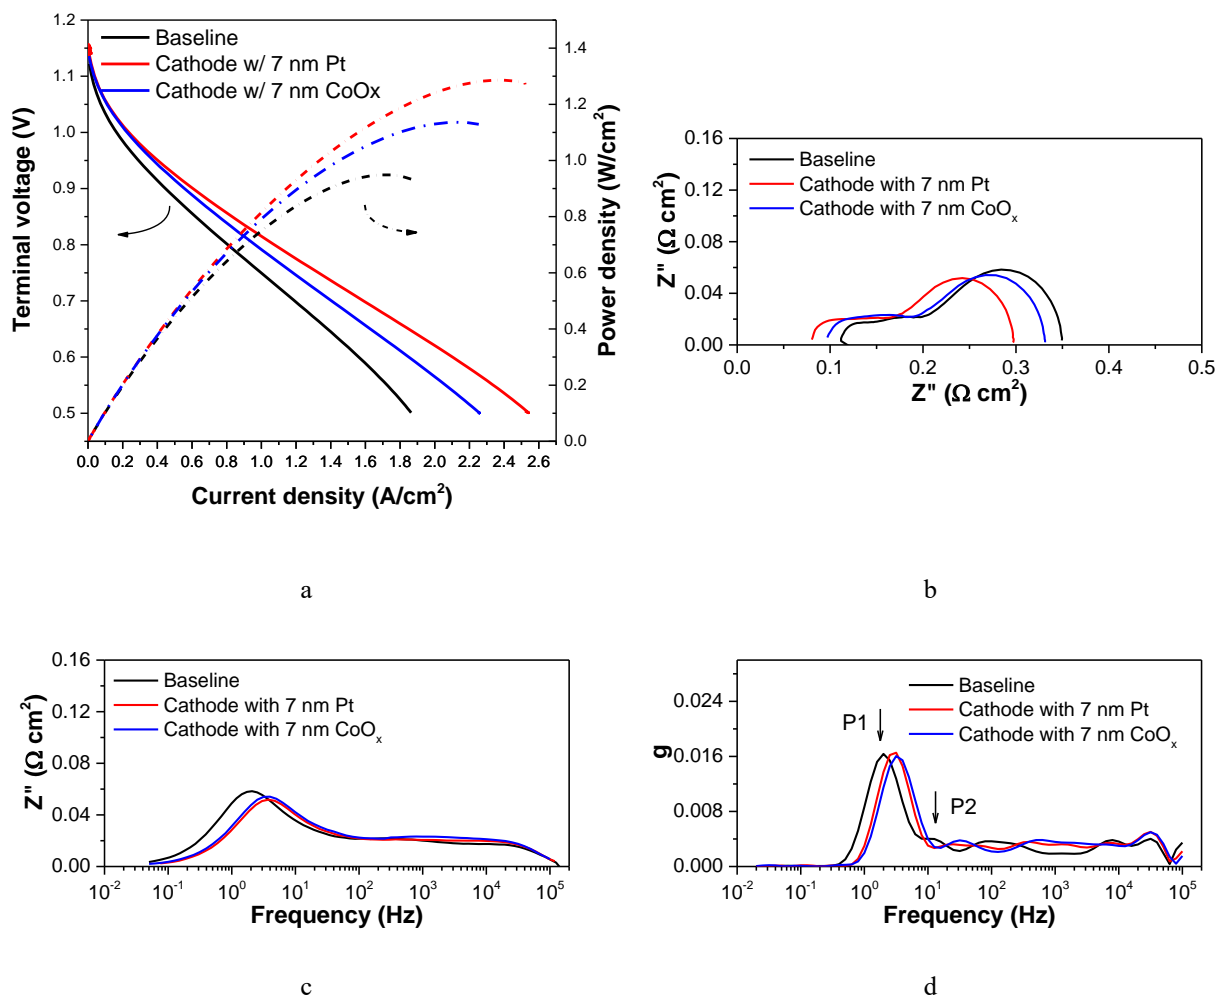 1.2
1.1
1.0
0.9
0.8
0.7
0.6
0.5
Terminal voltage (V)
Baseline
Cathode w/ 7 nm Pt
Cathode w/ 7 nm CoOx
1.4
1.2
1.0
0.8
0.6
0.4
0.2
0.0
Power density (W/cm²)
0.0 0.2 0.4 0.6 0.8 1.0 1.2 1.4 1.6 1.8 2.0 2.2 2.4 2.6
Current density (A/cm²)
a
0.16
0.12
0.08
0.04
0.00
Z" (Ω cm²)
Baseline
Cathode with 7 nm Pt
Cathode with 7 nm CoOₓ
0.0 0.1 0.2 0.3 0.4 0.5
Z" (Ω cm²)
b
0.16
0.12
0.08
0.04
0.00
Z" (Ω cm²)
Baseline
Cathode with 7 nm Pt
Cathode with 7 nm CoOₓ
10⁻² 10⁻¹ 10⁰ 10¹ 10² 10³ 10⁴ 10⁵
Frequency (Hz)
c
0.024
0.016
0.008
0.000
g
Baseline
Cathode with 7 nm Pt
Cathode with 7 nm CoOₓ
P1
P2
10⁻² 10⁻¹ 10⁰ 10¹ 10² 10³ 10⁴ 10⁵
Frequency (Hz)
d